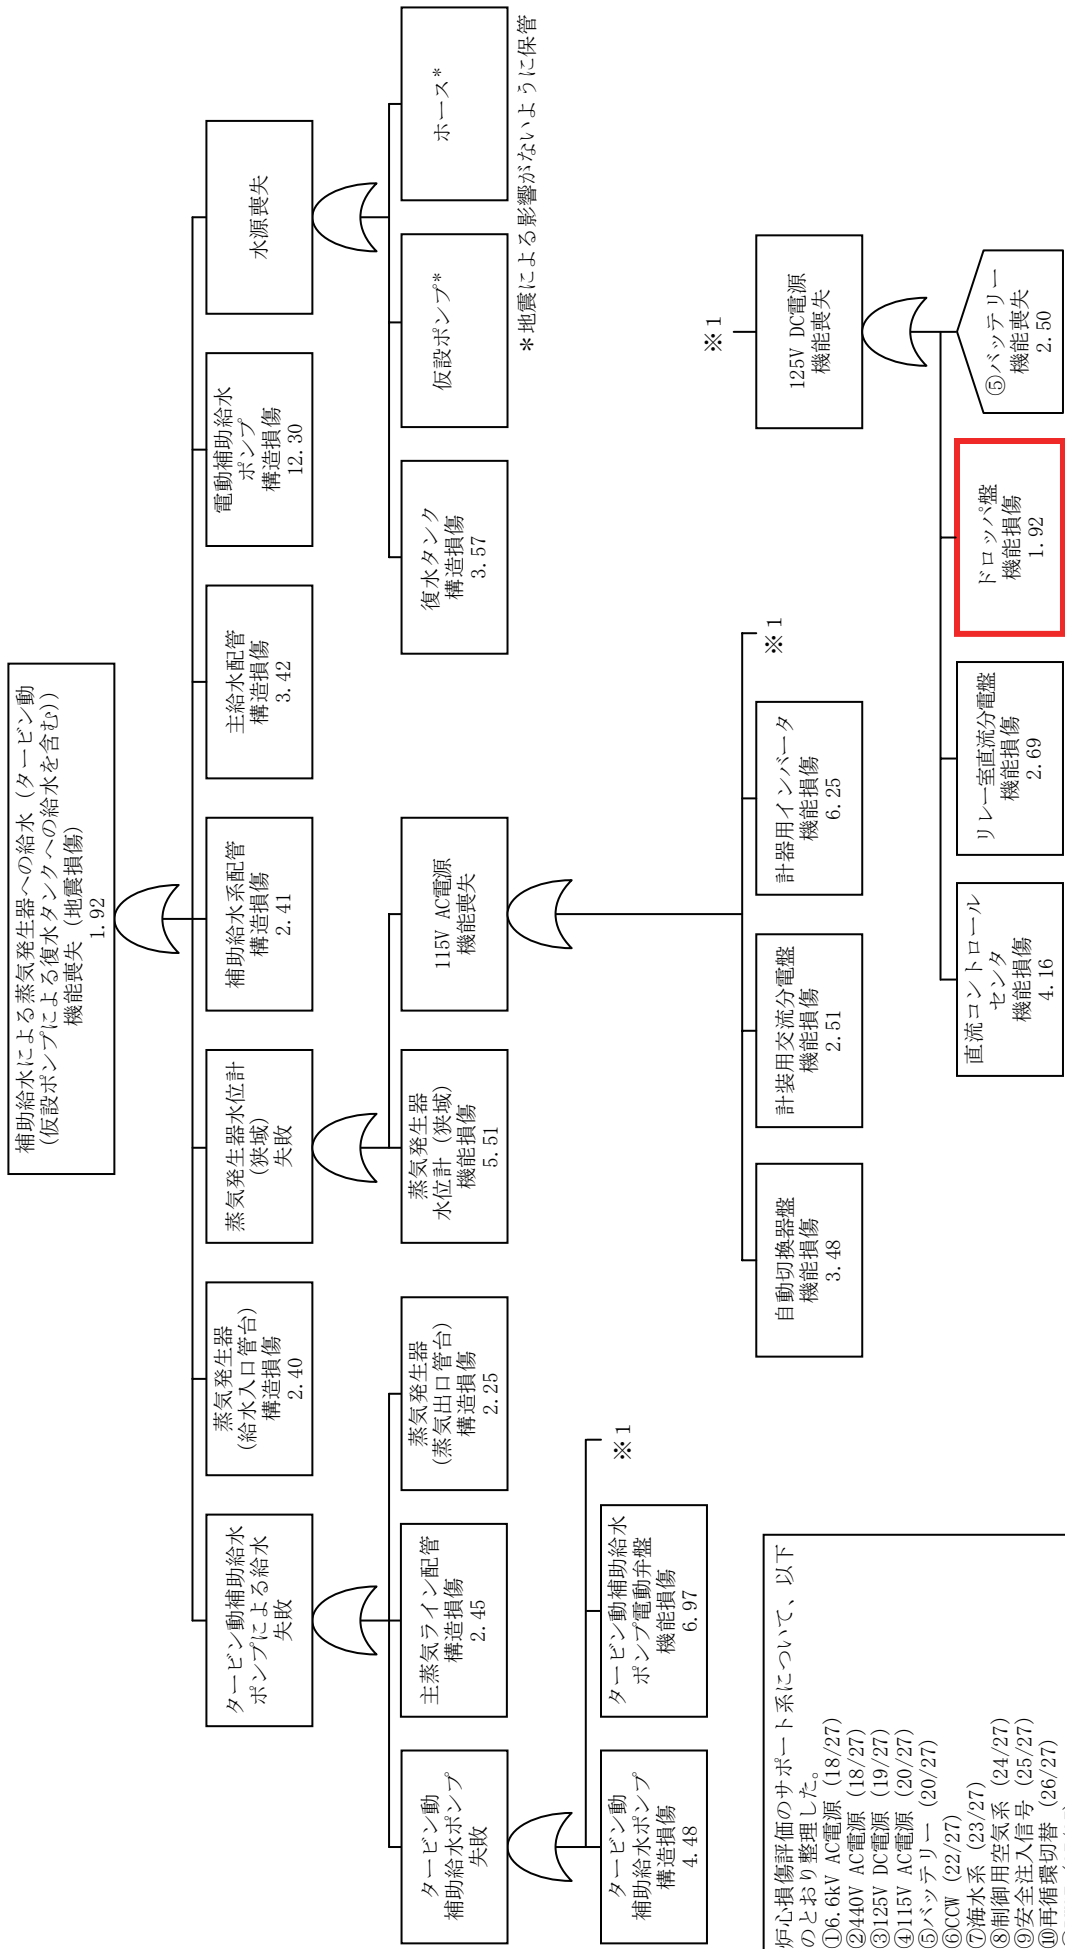 補助給水による蒸気発生器への給水（タービン動
(仮設ポンプによる復水タンクへの給水を含む))
機能喪失（地震損傷）
1.92
タービン動補助給水
ポンプによる給水
失敗
蒸気発生器
(給水入口管台)
構造損傷
2.40
蒸気発生器水位計
(狭域)
失敗
補助給水系配管
構造損傷
2.41
主給水配管
構造損傷
3.42
電動補助給水
ポンプ
構造損傷
12.30
水源喪失
タービン動
補助給水ポンプ
失敗
主蒸気ライン配管
構造損傷
2.45
蒸気発生器
(蒸気出口管台)
構造損傷
2.25
蒸気発生器
水位計（狭域）
機能損傷
5.51
115V AC電源
機能喪失
復水タンク
構造損傷
3.57
仮設ポンプ*
ホース*
*地震による影響がないように保管
タービン動
補助給水ポンプ
構造損傷
4.48
タービン動補助給水
ポンプ電動弁盤
機能損傷
6.97
※1
自動切換器盤
機能損傷
3.48
計装用交流分電盤
機能損傷
2.51
計器用インバータ
機能損傷
6.25
※1
※1
125V DC電源
機能喪失
直流コントロール
センタ
機能損傷
4.16
リレー室直流分電盤
機能損傷
2.69
ドロッパ盤
機能損傷
1.92
⑤バッテリー
機能喪失
2.50
炉心損傷評価のサポート系について、以下
のとおり整理した。
①6.6kV AC電源 (18/27)
②440V AC電源 (18/27)
③125V DC電源 (19/27)
④115V AC電源 (20/27)
⑤バッテリー (20/27)
⑥CCW (22/27)
⑦海水系 (23/27)
⑧制御用空気系 (24/27)
⑨安全注入信号 (25/27)
⑩再循環切替 (26/27)